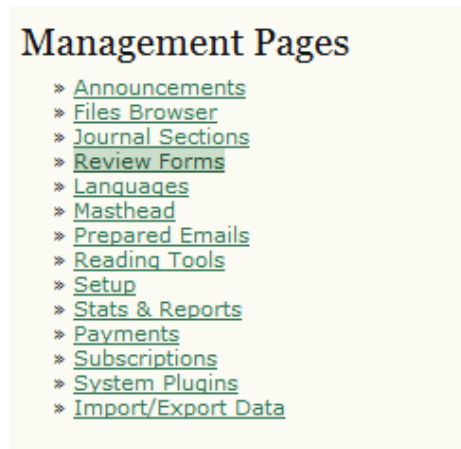 Management Pages
» Announcements
» Files Browser
» Journal Sections
» Review Forms
» Languages
» Masthead
» Prepared Emails
» Reading Tools
» Setup
» Stats & Reports
» Payments
» Subscriptions
» System Plugins
» Import/Export Data